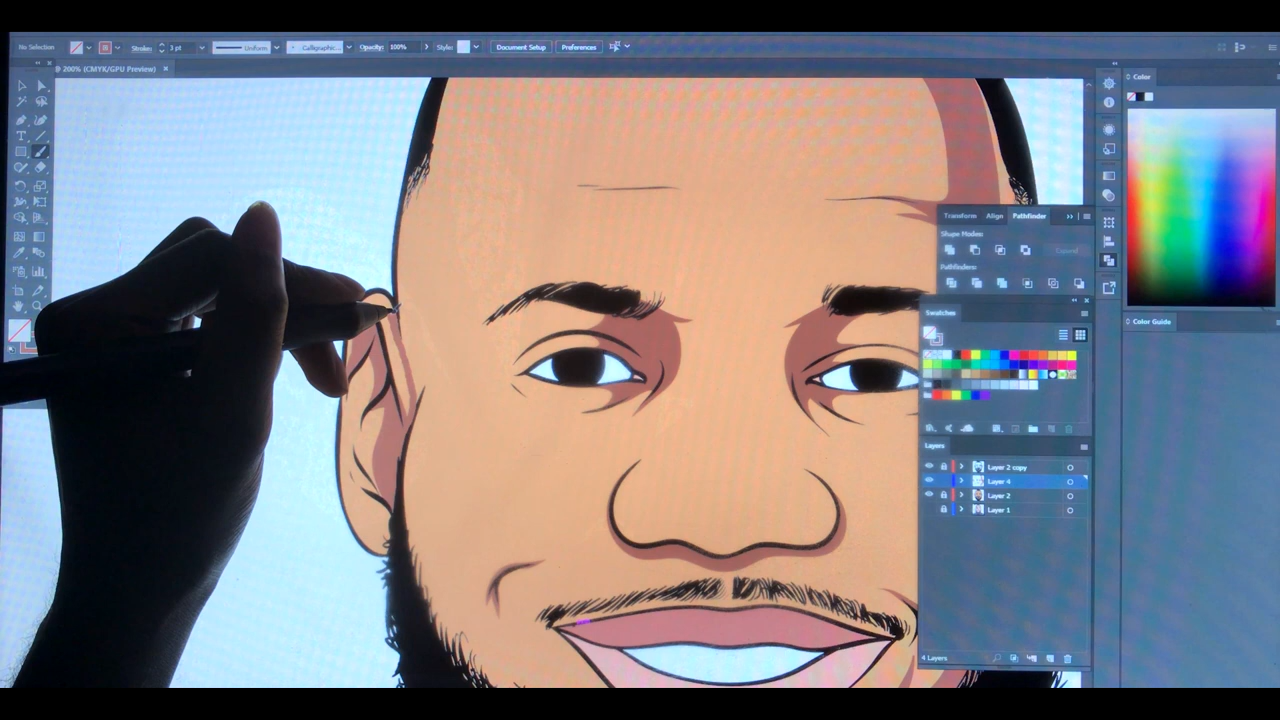 No Selection Stroke: 3 pt Uniform Calligraphic... Opacity: 100% Style: Document Setup Preferences
@ 200% (CMYK/GPU Preview) ×
Color
Transform Align Pathfinder
Shape Modes:
Expand
Pathfinders:
Swatches
Color Guide
Layers
Layer 2 copy
Layer 4
Layer 2
Layer 1
4 Layers